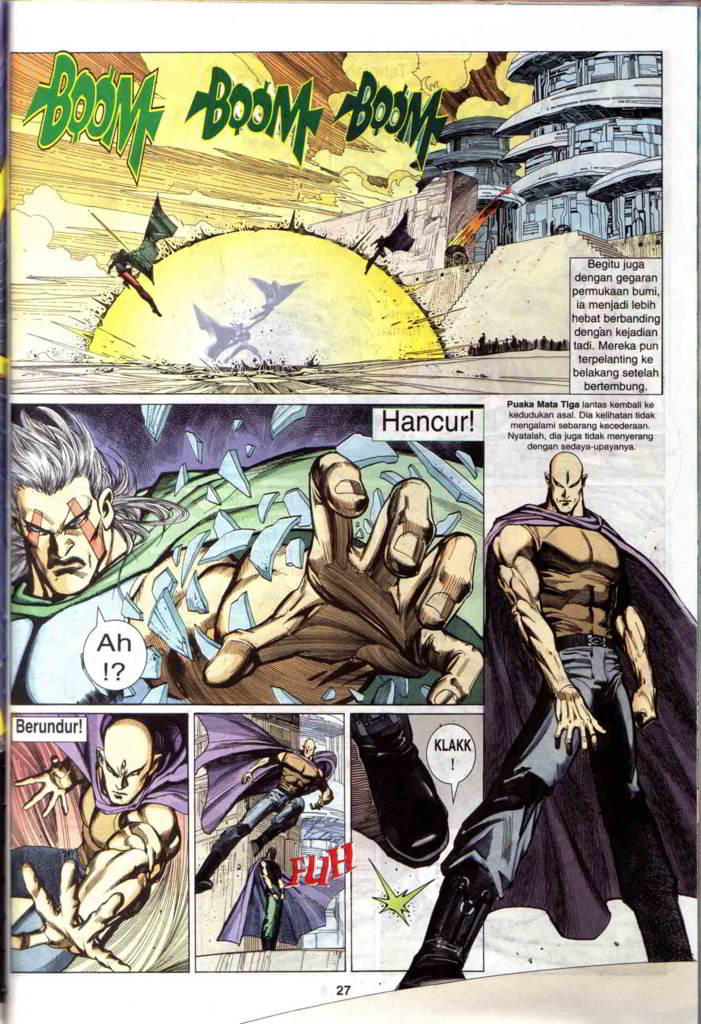 BOOM BOOM BOOM
Begitu juga
dengan gegaran
permukaan bumi,
ia menjadi lebih
hebat berbanding
dengan kejadian
tadi. Mereka pun
terpelanting ke
belakang setelah
bertembung.
Hancur!
Puaka Mata Tiga lantas kembali ke
kedudukan asal. Dia kelihatan tidak
mengalami sebarang kecederaan.
Nyatalah, dia juga tidak menyerang
dengan sedaya-upayanya.
Ah
!?
Berundur!
FUH
KLAKK
!
27